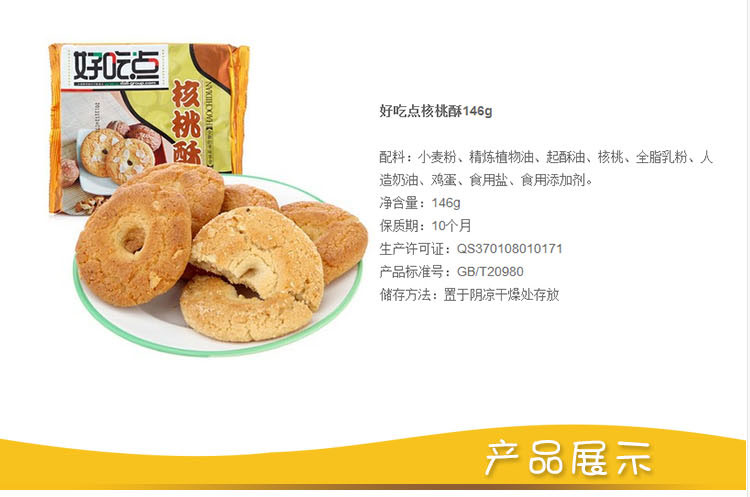 好吃点
核桃酥
HAOCHIDIAN
好吃点核桃酥146g
配料：小麦粉、精炼植物油、起酥油、核桃、全脂乳粉、人
造奶油、鸡蛋、食用盐、食用添加剂。
净含量：146g
保质期：10个月
生产许可证：QS370108010171
产品标准号：GB/T20980
储存方法：置于阴凉干燥处存放
产品展示